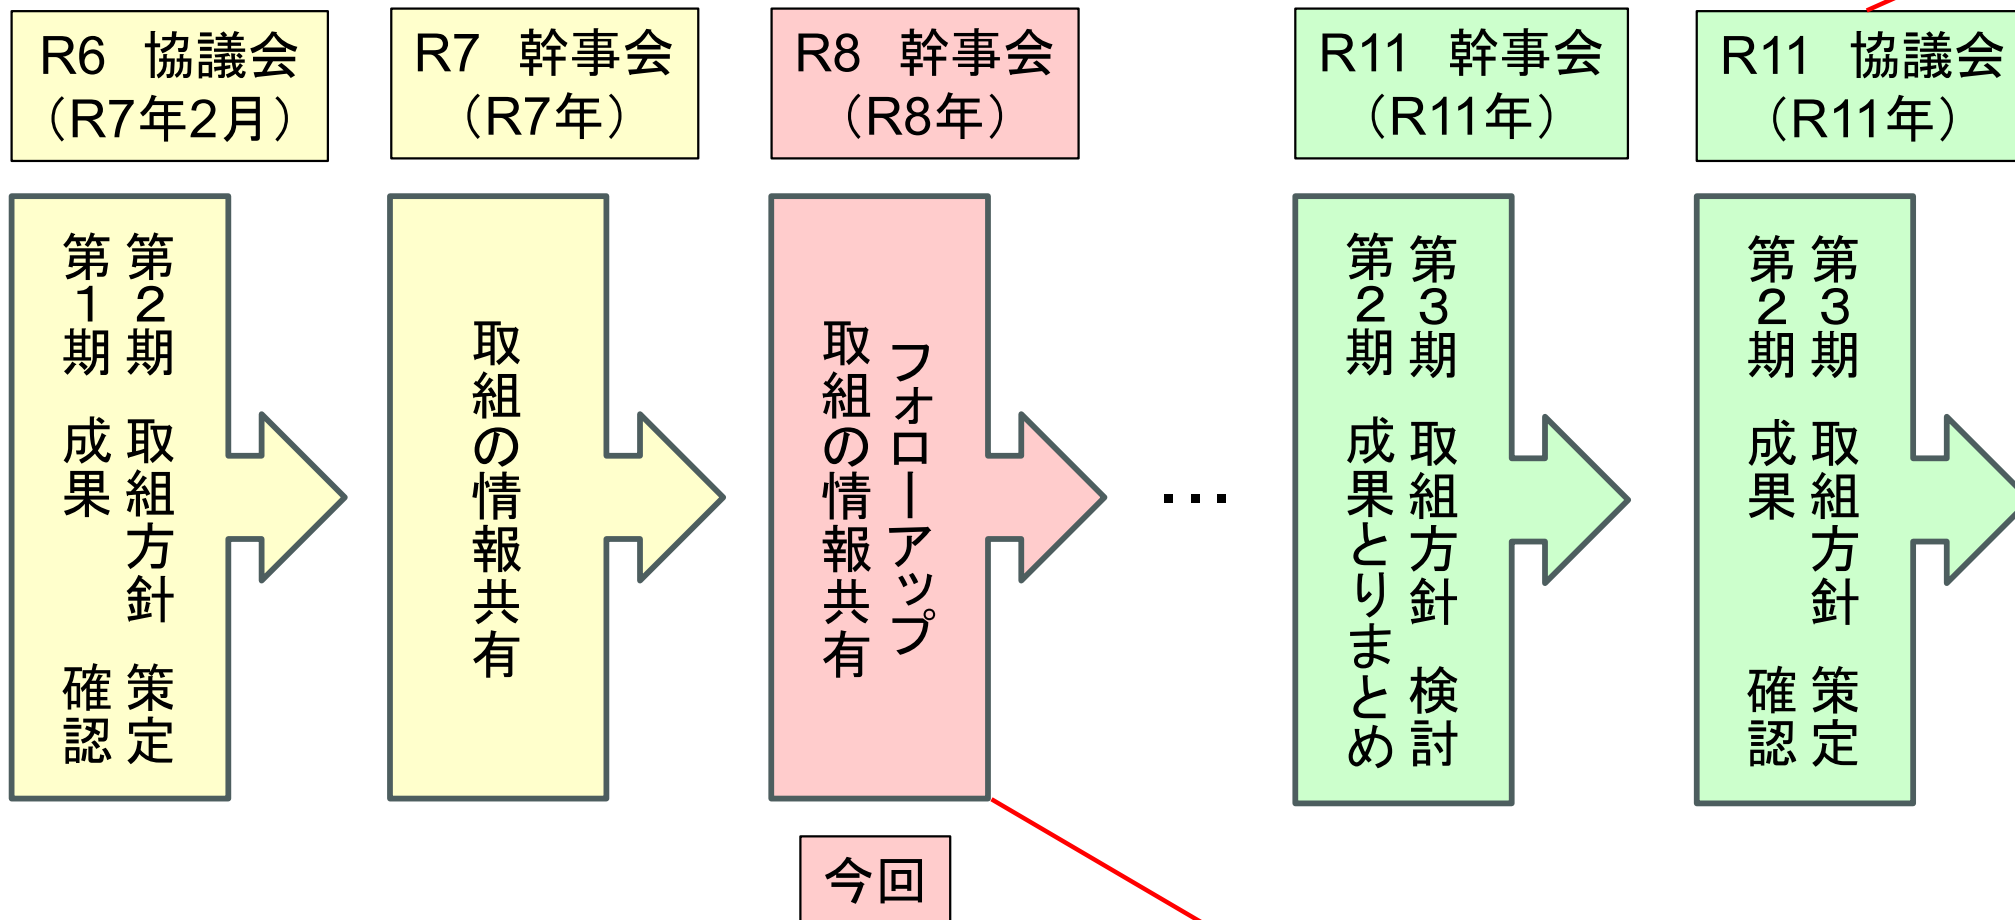 R6　協議会
（R7年2月）
R7　幹事会
（R7年）
R8　幹事会
（R8年）
R11　幹事会
（R11年）
R11　協議会
（R11年）
第２期　取組方針　策定
第１期　成果　確認
取組の情報共有
フォローアップ
取組の情報共有
…
第３期　取組方針　検討
第２期　成果とりまとめ
第３期　取組方針　策定
第２期　成果　確認
今回